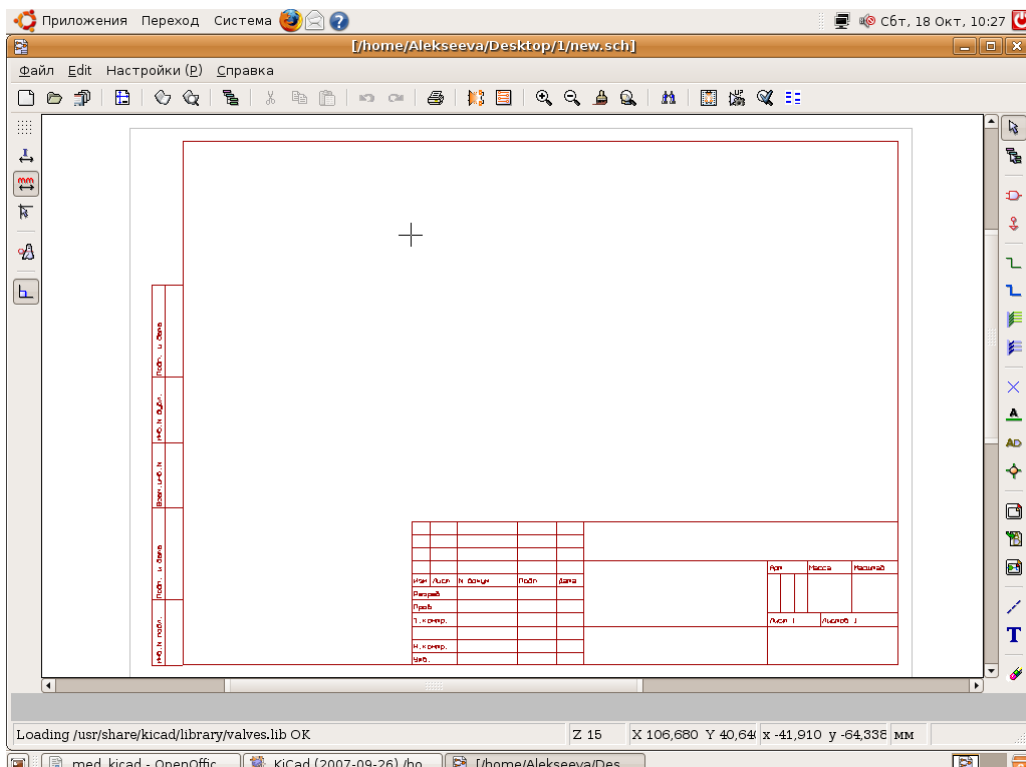 Приложения Переход Система Сбт, 18 Окт, 10:27
[/home/Alekseeva/Desktop/1/new.sch]
Файл Edit Настройки (P) Справка
Подп. и дата
Инв.N дубл.
Взам.инв.N
Подп. и дата
Инв.N подл.
Изм Лист N докум Подп Дата
Разраб
Пров
Т.контр.
Н.контр.
Утв.
Масса Масштаб
Лист 1 Листов 1
A
T
Loading /usr/share/kicad/library/valves.lib OK Z 15 X 106,680 Y 40,64 x -41,910 y -64,338 мм
med_kicad - OpenOffic KiCad (2007-09-26) /ho [/home/Alekseeva/Des